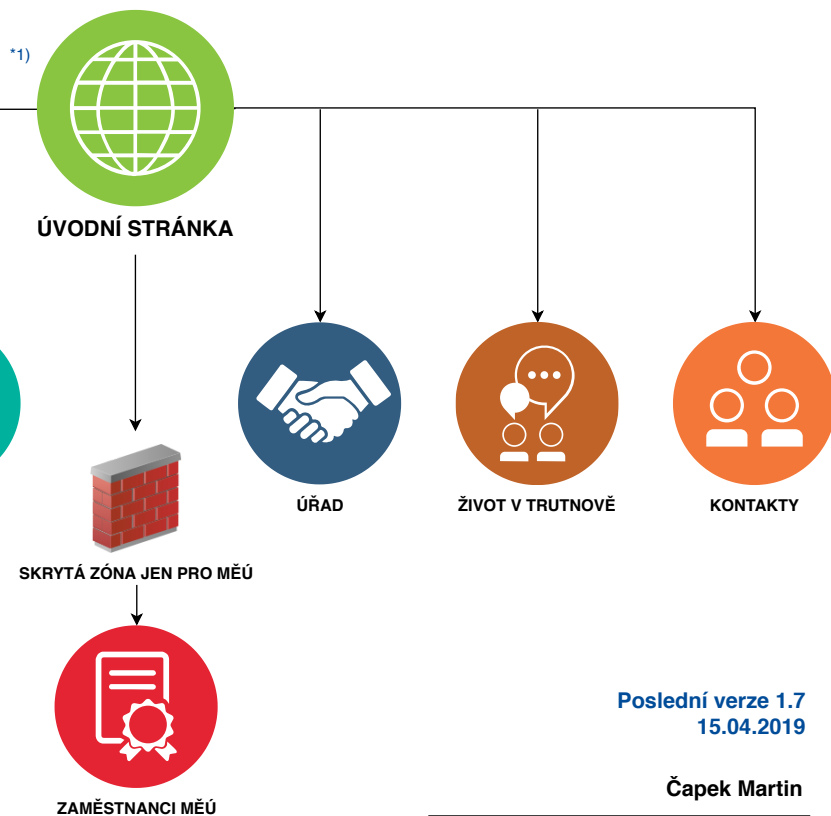 *1)
ÚVODNÍ STRÁNKA
ÚŘAD
ŽIVOT V TRUTNOVĚ
KONTAKTY
SKRYTÁ ZÓNA JEN PRO MĚÚ
ZAMĚSTNANCI MĚÚ
Poslední verze 1.7
15.04.2019
Čapek Martin